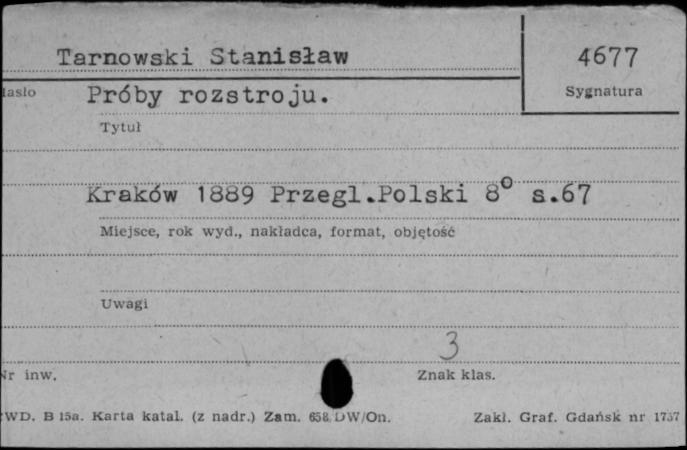 Tarnowski Stanisław
4677
Hasło Próby rozstroju.
Sygnatura
Tytuł
Kraków 1889 Przegl.Polski 8° s.67
Miejsce, rok wyd., nakładca, format, objętość
Uwagi
3
Nr inw. Znak klas.
WD. B 15a. Karta katal. (z nadr.) Zam. 658/DW/On. Zakł. Graf. Gdańsk nr 1737